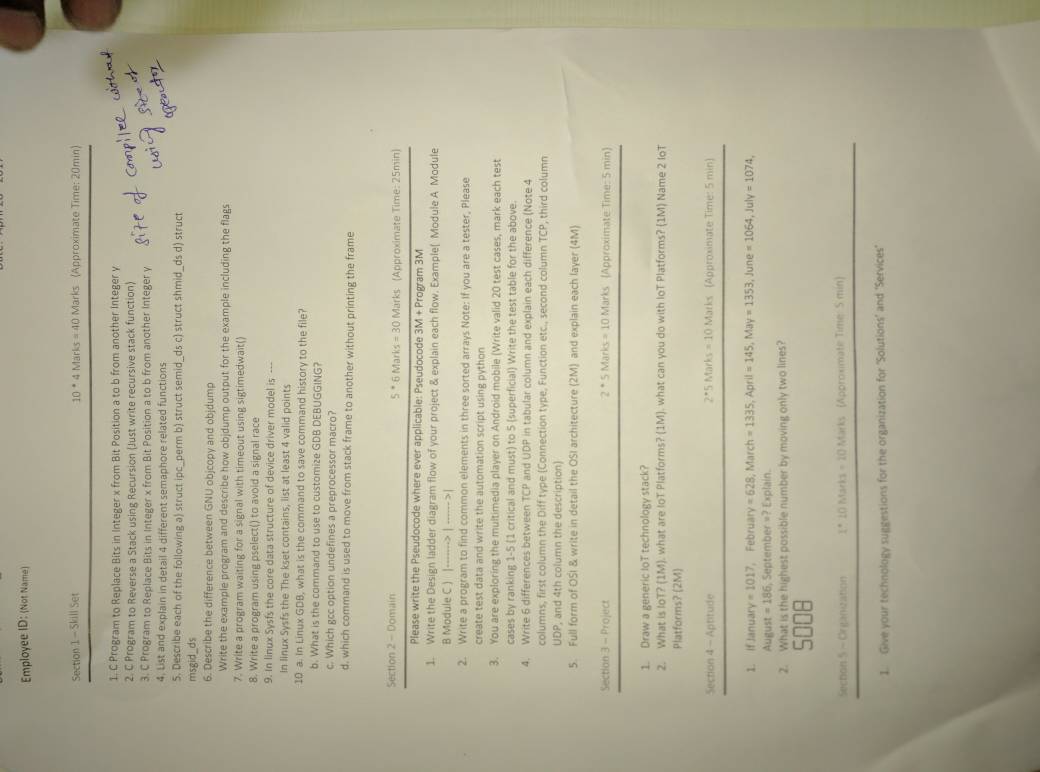 Employee ID: (Not Name)
Section 1 – Skill Set 10 * 4 Marks = 40 Marks (Approximate Time: 20min)
1. C Program to Replace Bits in Integer x from Bit Position a to b from another Integer y
2. C Program to Reverse a Stack using Recursion (Just write recursive stack function)
3. C Program to Replace Bits in Integer x from Bit Position a to b from another Integer y
size of compilee without
using size of
operator
4. List and explain in detail 4 different semaphore related functions
5. Describe each of the following a) struct ipc_perm b) struct semid_ds c) struct shmid_ds d) struct
msgid_ds
6. Describe the difference between GNU objcopy and objdump
Write the example program and describe how objdump output for the example including the flags
7. Write a program waiting for a signal with timeout using sigtimedwait()
8. Write a program using pselect() to avoid a signal race
9. In linux Sysfs the core data structure of device driver model is ---
In linux Sysfs the The kset contains, list at least 4 valid points
10 a. In Linux GDB, what is the command to save command history to the file?
b. What is the command to use to customize GDB DEBUGGING?
c. Which gcc option undefines a preprocessor macro?
d. which command is used to move from stack frame to another without printing the frame
Section 2 – Domain 5 * 6 Marks = 30 Marks (Approximate Time: 25min)
Please write the Pseudocode where ever applicable: Pseudocode 3M + Program 3M
1. Write the Design ladder diagram flow of your project & explain each flow. Example( Module A Module
B Module C ) |-------> | ------ >|
2. Write a program to find common elements in three sorted arrays Note: If you are a tester, Please
create test data and write the automation script using python
3. You are exploring the multimedia player on Android mobile (Write valid 20 test cases, mark each test
cases by ranking 1-5 (1 critical and must) to 5 (superficial) Write the test table for the above.
4. Write 6 differences between TCP and UDP in tabular column and explain each difference (Note 4
columns, first column the Diff type (Connection type, Function etc., second column TCP, third column
UDP, and 4th column the description)
5. Full form of OSI & write in detail the OSI architecture (2M) and explain each layer (4M)
Section 3 – Project 2 * 5 Marks = 10 Marks (Approximate Time: 5 min)
1. Draw a generic IoT technology stack?
2. What is IoT? (1M). what are IoT Platforms? (1M). what can you do with IoT Platforms? (1M) Name 2 IoT
Platforms? (2M)
Section 4 – Aptitude 2*5 Marks = 10 Marks (Approximate Time: 5 min)
1. If January = 1017, February = 628, March = 1335, April = 145, May = 1353, June = 1064, July = 1074,
August = 186, September =? Explain.
2. What is the highest possible number by moving only two lines?
5008
Section 5 – Organization 1* 10 Marks = 10 Marks (Approximate Time: 5 min)
1. Give your technology suggestions for the organization for 'Solutions' and 'Services'